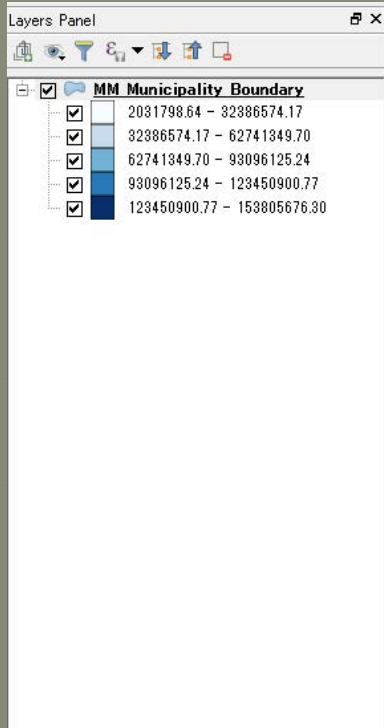 Layers Panel
MM Municipality Boundary
2031798.64 - 32386574.17
32386574.17 - 62741349.70
62741349.70 - 93096125.24
93096125.24 - 123450900.77
123450900.77 - 153805676.30